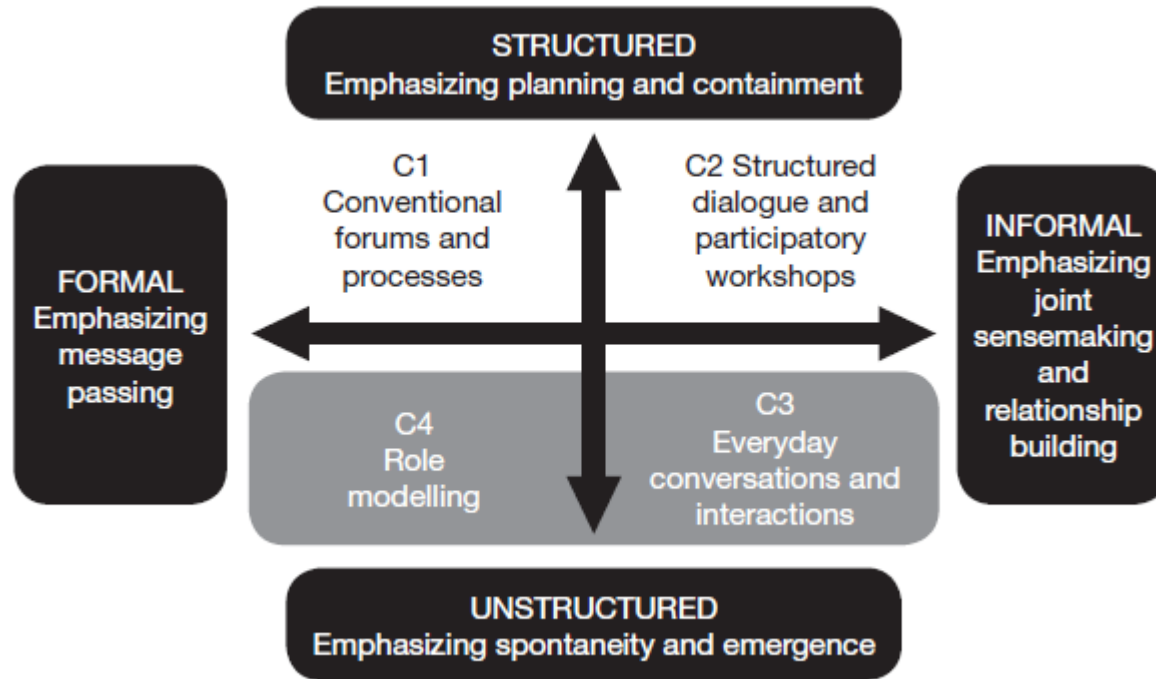 STRUCTURED
Emphasizing planning and containment
C1
Conventional
forums and
processes
C2 Structured
dialogue and
participatory
workshops
FORMAL
Emphasizing
message
passing
INFORMAL
Emphasizing
joint
sensemaking
and
relationship
building
C4
Role
modelling
C3
Everyday
conversations and
interactions
UNSTRUCTURED
Emphasizing spontaneity and emergence